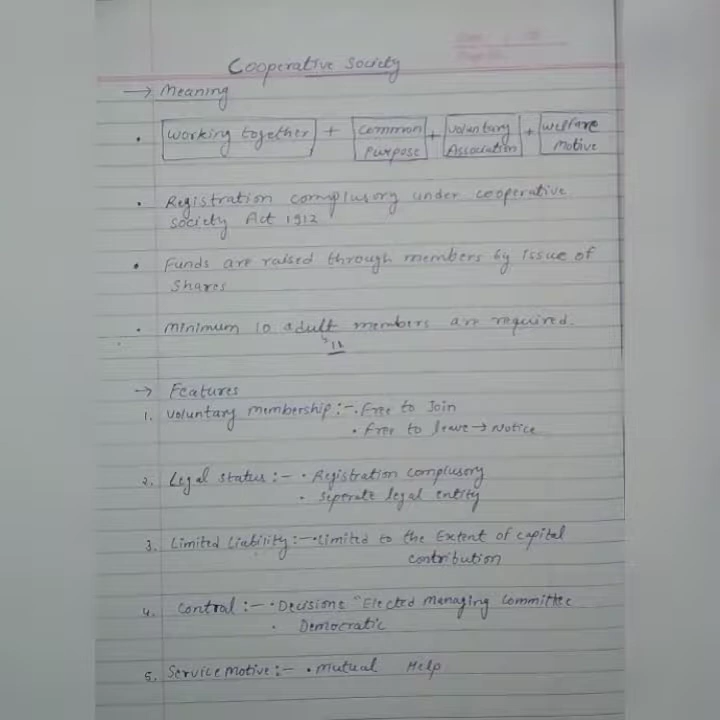 Cooperative Society
→ Meaning
• Working together + Common Purpose + Voluntary Association + Welfare Motive
• Registration complusory under cooperative
society Act 1912
• Funds are raised through members by issue of
Shares
• Minimum 10 adult members are required.
↳ 18
→ Features
1. Voluntary membership :- • Free to Join
• Free to leave → Notice
2. Legal status :- • Registration complusory
• Seperate legal entity
3. Limited Liability :- • Limited to the Extent of capital
contribution
4. Control :- • Decisions " Elected Managing Committee
• Democratic
5. Service Motive :- • Mutual Help